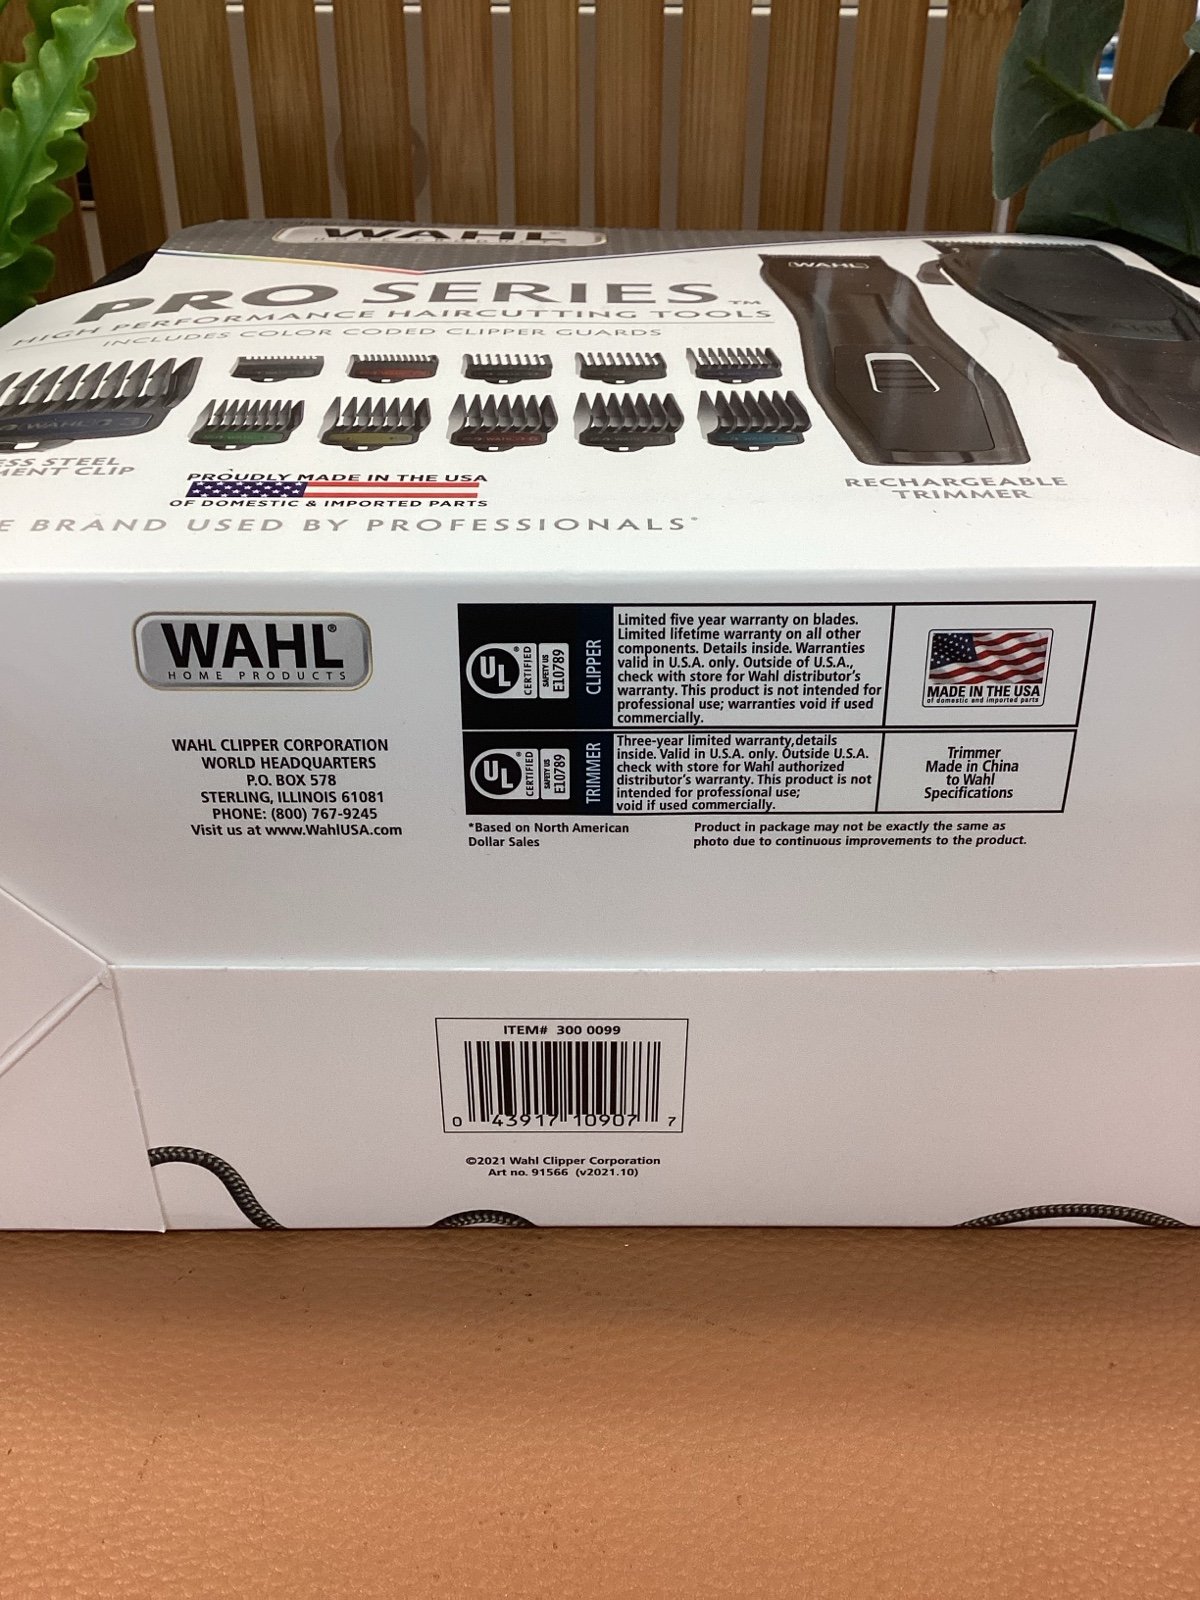 WAHL
HOME PRODUCTS
PRO SERIES™
HIGH PERFORMANCE HAIRCUTTING TOOLS
INCLUDES COLOR CODED CLIPPER GUARDS
WAHL
WAHL
STEEL
CLIP
PROUDLY MADE IN THE USA
OF DOMESTIC & IMPORTED PARTS
RECHARGEABLE
TRIMMER
BRAND USED BY PROFESSIONALS*
WAHL®
HOME PRODUCTS
WAHL CLIPPER CORPORATION
WORLD HEADQUARTERS
P.O. BOX 578
STERLING, ILLINOIS 61081
PHONE: (800) 767-9245
Visit us at www.WahlUSA.com
UL®
CERTIFIED
SAFETY US
E10789
CLIPPER
Limited five year warranty on blades.
Limited lifetime warranty on all other
components. Details inside. Warranties
valid in U.S.A. only. Outside of U.S.A.,
check with store for Wahl distributor's
warranty. This product is not intended for
professional use; warranties void if used
commercially.
MADE IN THE USA
of domestic and imported parts
UL®
CERTIFIED
SAFETY US
E10789
TRIMMER
Three-year limited warranty,details
inside. Valid in U.S.A. only. Outside U.S.A.
check with store for Wahl authorized
distributor's warranty. This product is not
intended for professional use;
void if used commercially.
Trimmer
Made in China
to Wahl
Specifications
*Based on North American
Dollar Sales
Product in package may not be exactly the same as
photo due to continuous improvements to the product.
ITEM# 300 0099
0 43917 10907 7
©2021 Wahl Clipper Corporation
Art no. 91566 (v2021.10)